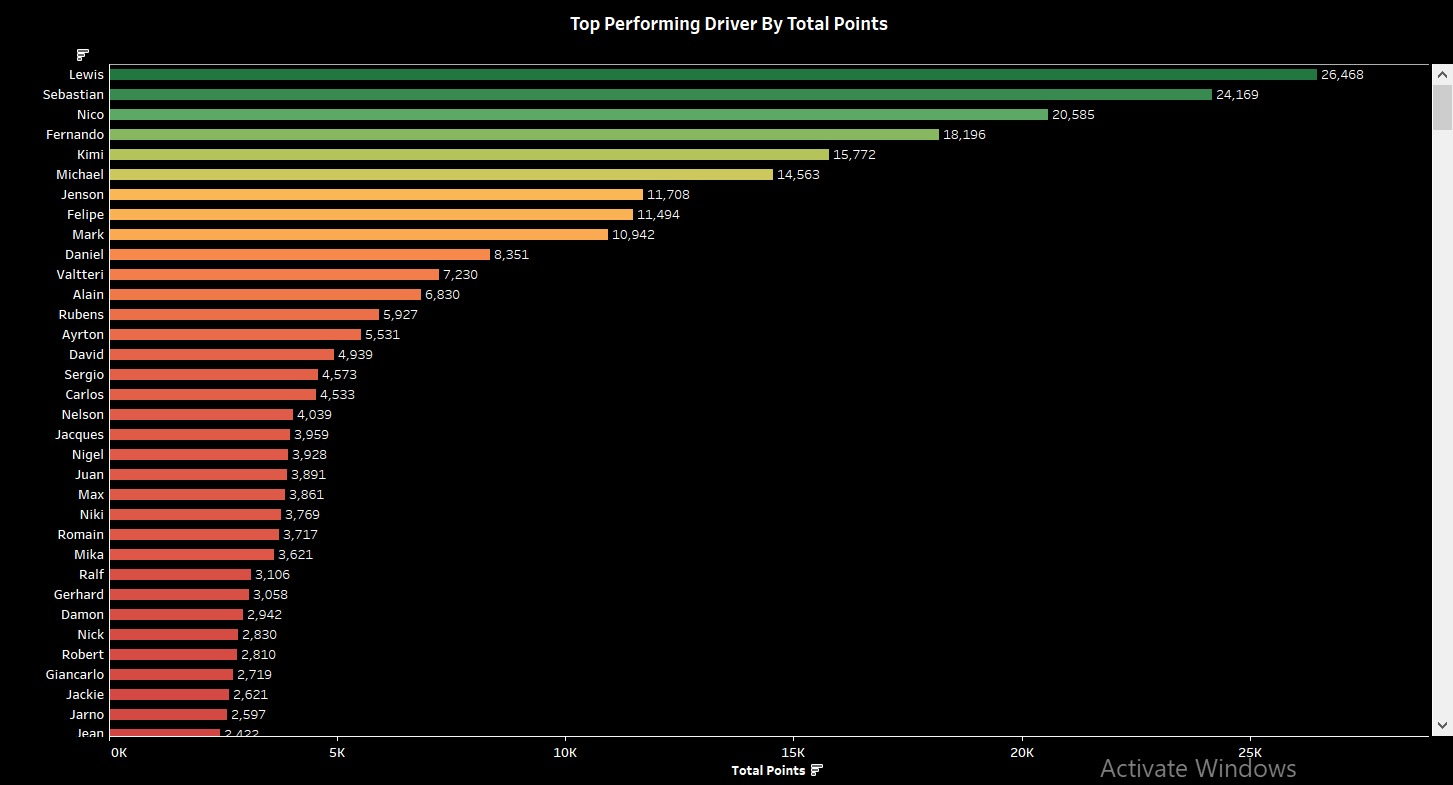 Top Performing Driver By Total Points
Lewis 26,468
Sebastian 24,169
Nico 20,585
Fernando 18,196
Kimi 15,772
Michael 14,563
Jenson 11,708
Felipe 11,494
Mark 10,942
Daniel 8,351
Valtteri 7,230
Alain 6,830
Rubens 5,927
Ayrton 5,531
David 4,939
Sergio 4,573
Carlos 4,533
Nelson 4,039
Jacques 3,959
Nigel 3,928
Juan 3,891
Max 3,861
Niki 3,769
Romain 3,717
Mika 3,621
Ralf 3,106
Gerhard 3,058
Damon 2,942
Nick 2,830
Robert 2,810
Giancarlo 2,719
Jackie 2,621
Jarno 2,597
Jean 2,422
0K 5K 10K 15K 20K 25K
Total Points
Activate Windows